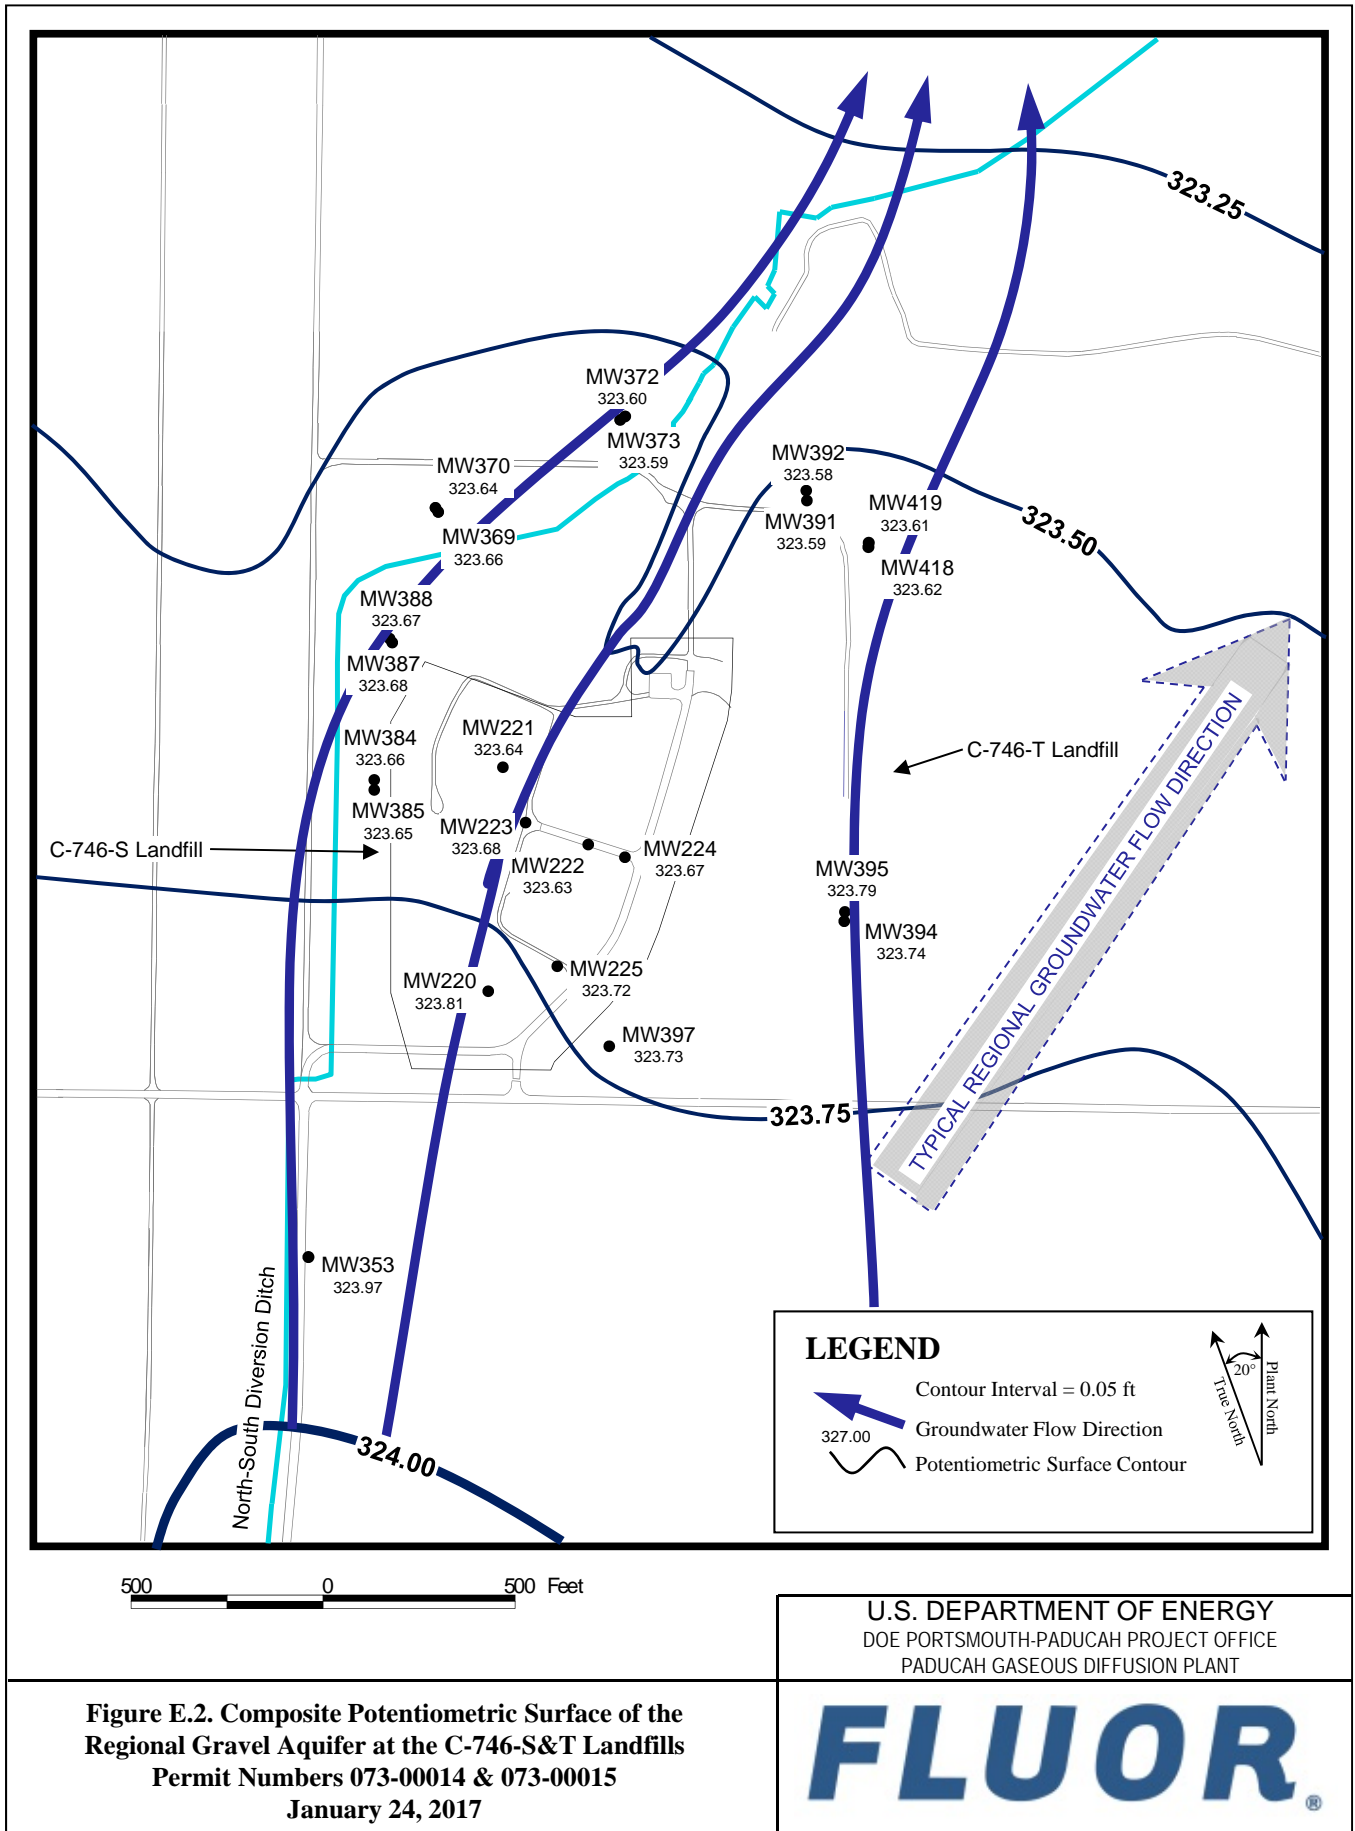 323.25
MW372
323.60
MW373
323.59
MW370
323.64
MW369
323.66
MW392
323.58
MW391
323.59
MW419
323.61
MW418
323.62
323.50
MW388
323.67
MW387
323.68
MW384
323.66
MW385
323.65
MW221
323.64
C-746-T Landfill
TYPICAL REGIONAL GROUNDWATER FLOW DIRECTION
C-746-S Landfill
MW223
323.68
MW222
323.63
MW224
323.67
MW395
323.79
MW394
323.74
MW220
323.81
MW225
323.72
MW397
323.73
323.75
MW353
323.97
North-South Diversion Ditch
324.00
LEGEND
Contour Interval = 0.05 ft
Groundwater Flow Direction
327.00
Potentiometric Surface Contour
20°
True North
Plant North
500 0 500 Feet
U.S. DEPARTMENT OF ENERGY
DOE PORTSMOUTH-PADUCAH PROJECT OFFICE
PADUCAH GASEOUS DIFFUSION PLANT
Figure E.2. Composite Potentiometric Surface of the
Regional Gravel Aquifer at the C-746-S&T Landfills
Permit Numbers 073-00014 & 073-00015
January 24, 2017
FLUOR®